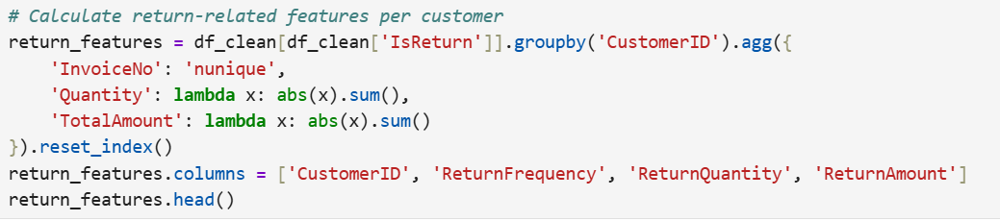 # Calculate return-related features per customer
return_features = df_clean[df_clean['IsReturn']].groupby('CustomerID').agg({
    'InvoiceNo': 'nunique',
    'Quantity': lambda x: abs(x).sum(),
    'TotalAmount': lambda x: abs(x).sum()
}).reset_index()
return_features.columns = ['CustomerID', 'ReturnFrequency', 'ReturnQuantity', 'ReturnAmount']
return_features.head()